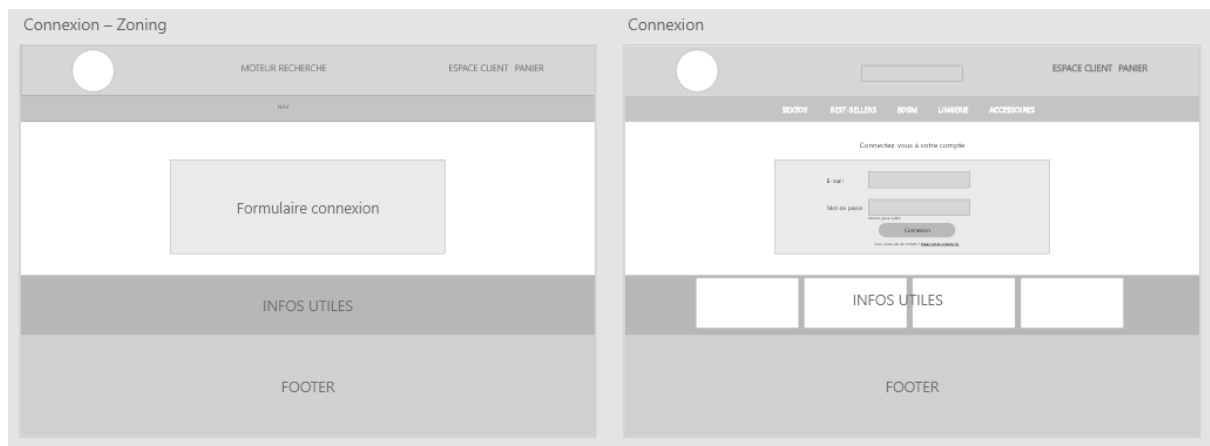 Connexion – Zoning
MOTEUR RECHERCHE ESPACE CLIENT PANIER
NAV
Formulaire connexion
INFOS UTILES
FOOTER
Connexion
ESPACE CLIENT PANIER
SEXTOY BEST-SELLERS BDSM LINGERIE ACCESSOIRES
Connectez-vous à votre compte
E-mail
Mot de passe
Connexion
INFOS UTILES
FOOTER